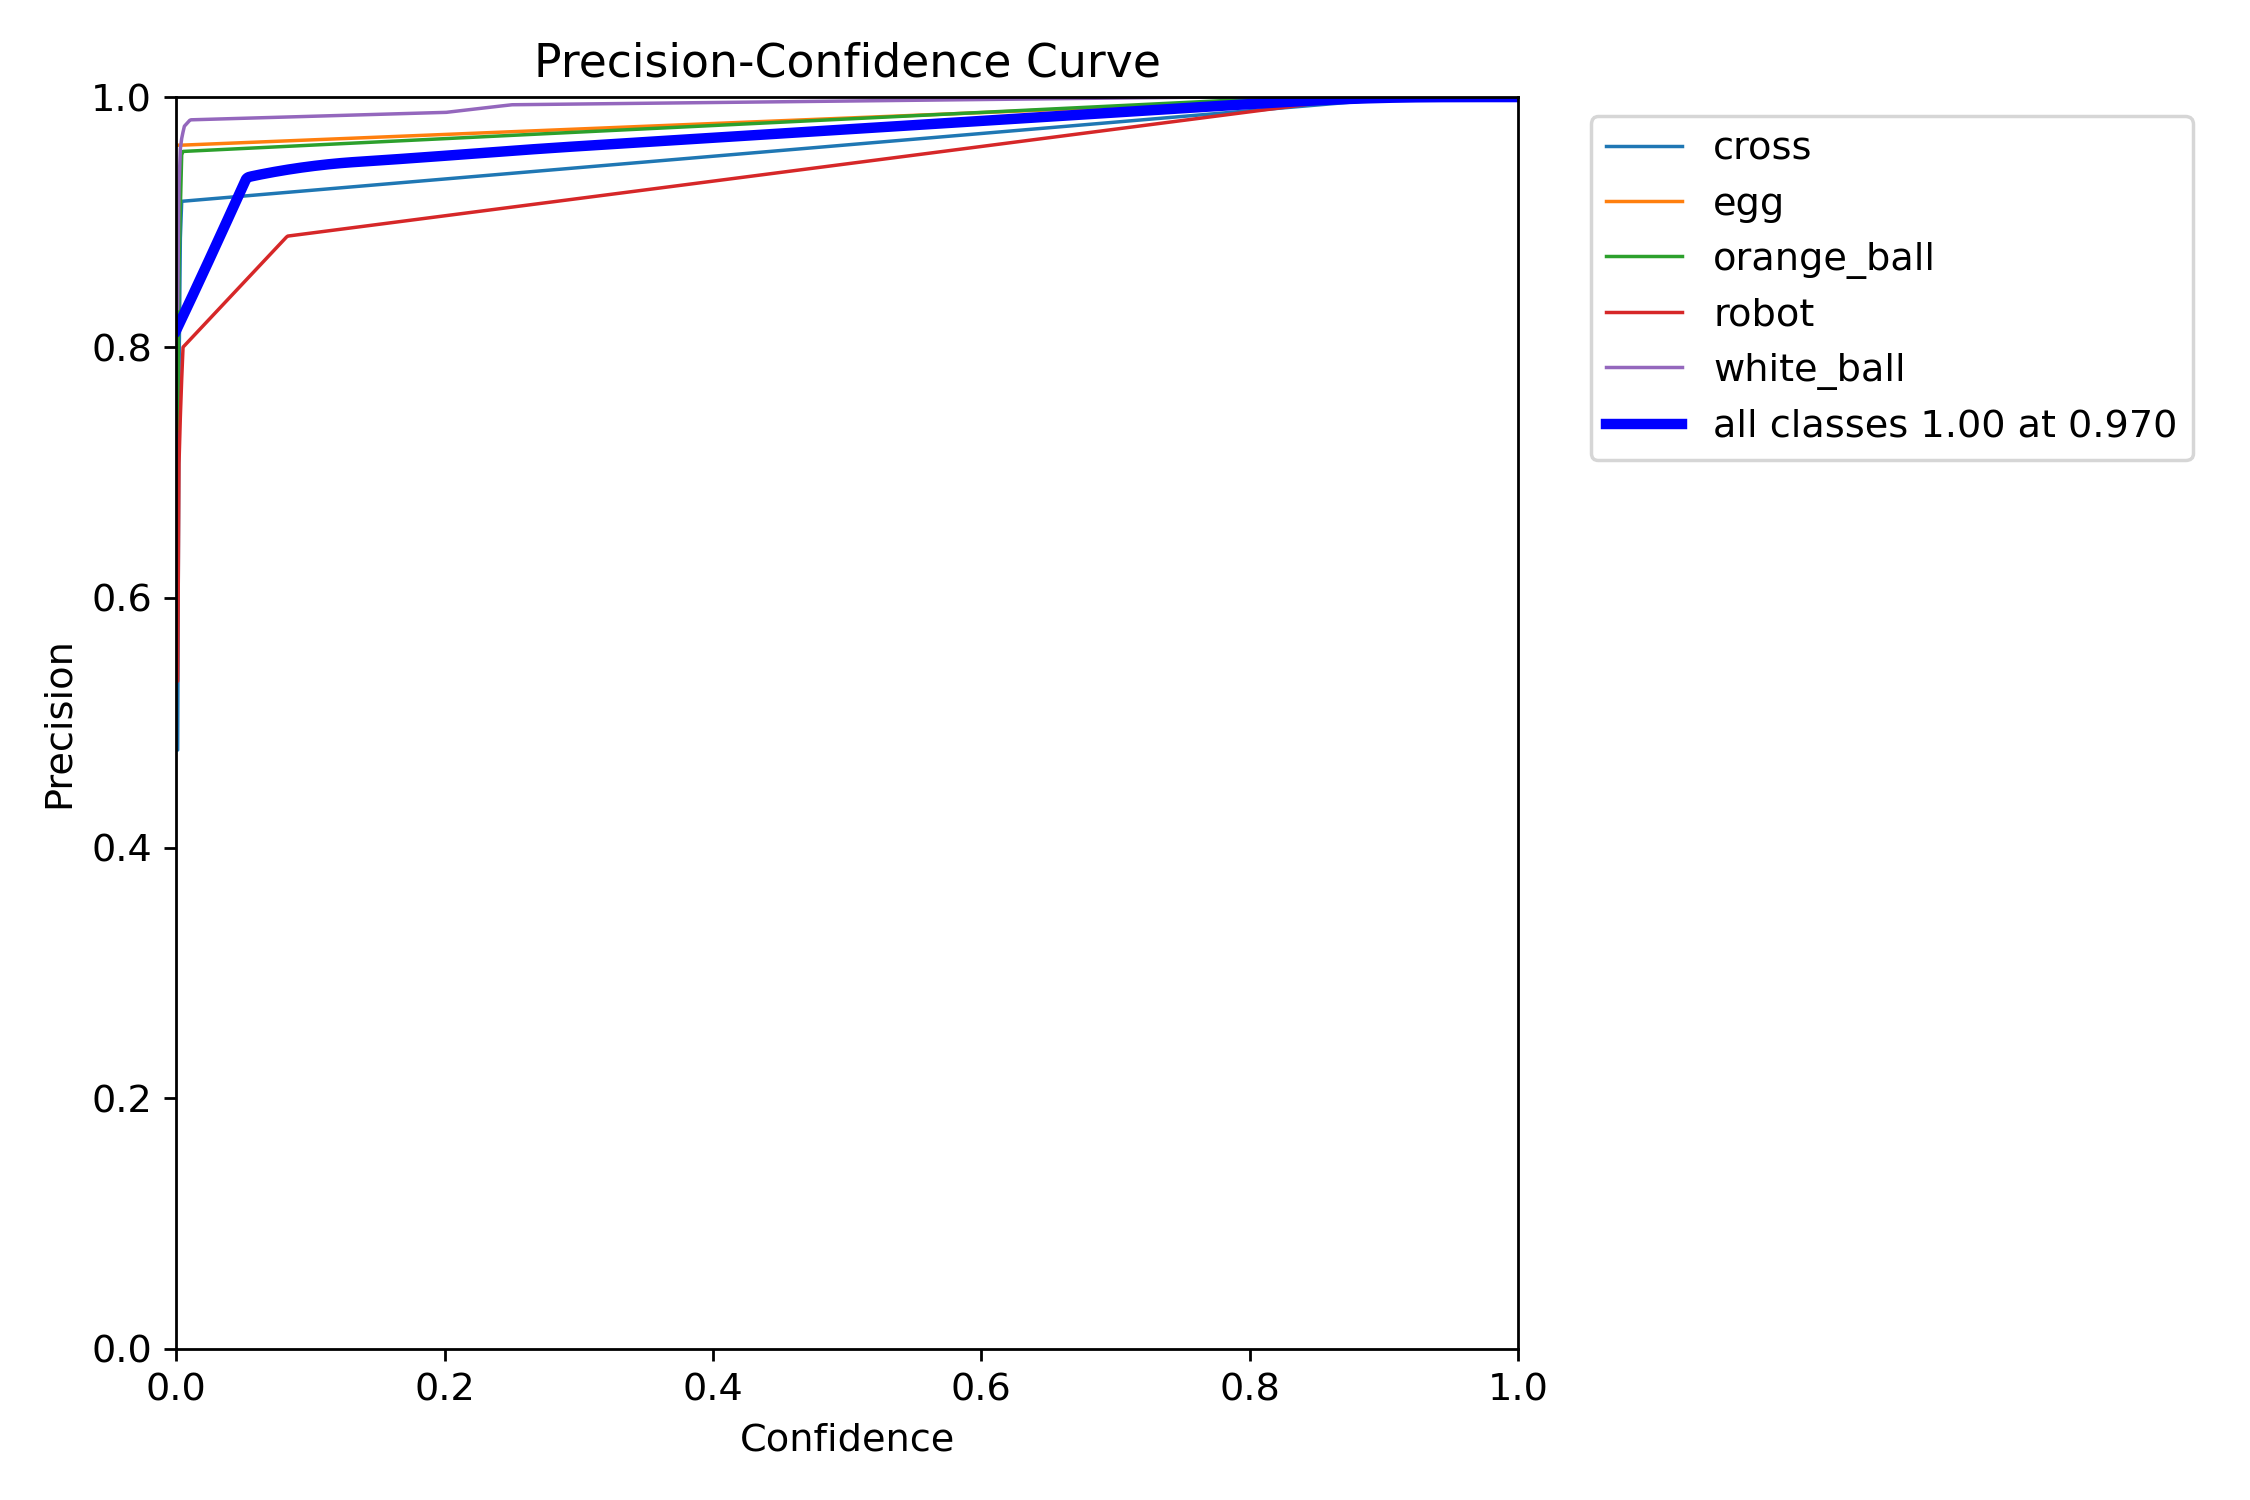 Precision-Confidence Curve
1.0
0.8
0.6
0.4
0.2
0.0
Precision
0.0 0.2 0.4 0.6 0.8 1.0
Confidence
cross
egg
orange_ball
robot
white_ball
all classes 1.00 at 0.970